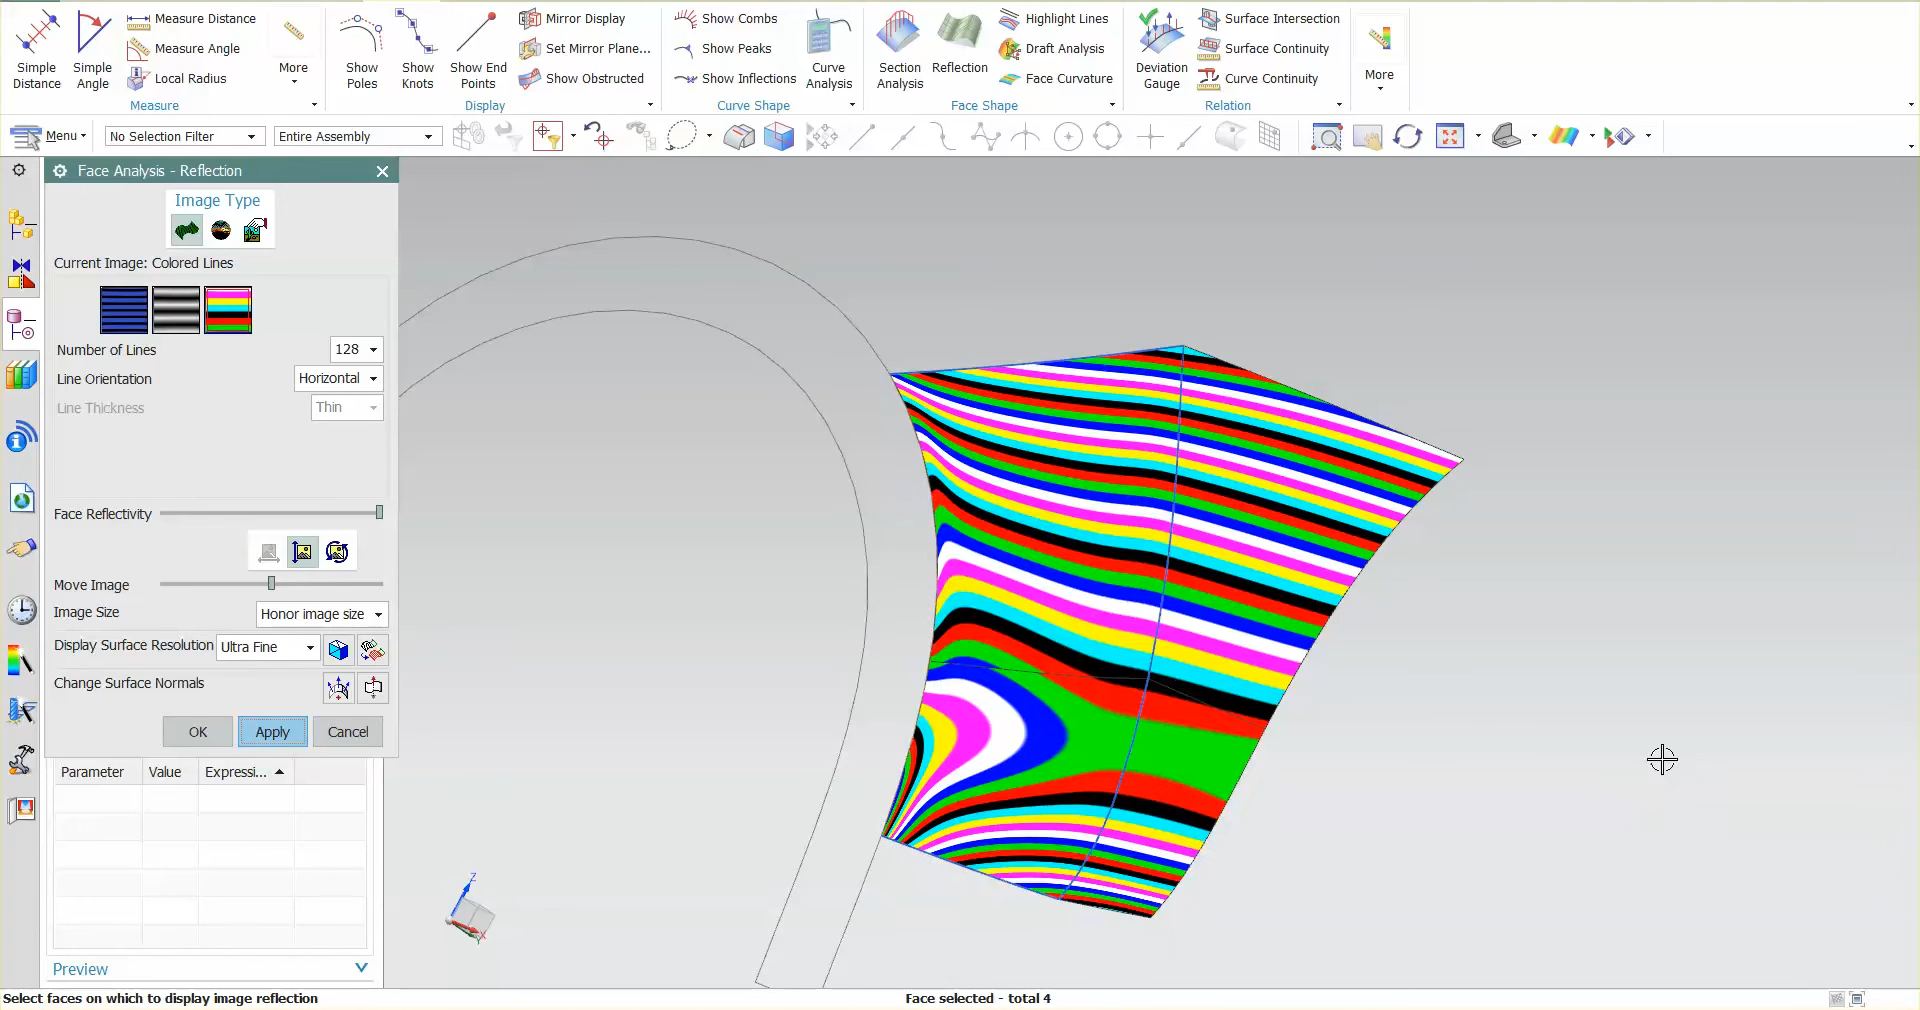 Simple Distance
Simple Angle
Measure Distance
Measure Angle
Local Radius
More
Measure
Show Poles
Show Knots
Show End Points
Mirror Display
Set Mirror Plane...
Show Obstructed
Display
Show Combs
Show Peaks
Show Inflections
Curve Analysis
Curve Shape
Section Analysis
Reflection
Highlight Lines
Draft Analysis
Face Curvature
Face Shape
Deviation Gauge
Surface Intersection
Surface Continuity
Curve Continuity
Relation
More
Menu
No Selection Filter
Entire Assembly
Face Analysis - Reflection
Image Type
Current Image: Colored Lines
Number of Lines 128
Line Orientation Horizontal
Line Thickness Thin
Face Reflectivity
Move Image
Image Size Honor image size
Display Surface Resolution Ultra Fine
Change Surface Normals
OK Apply Cancel
Parameter Value Expressi...
Preview
Z
X
Y
Select faces on which to display image reflection
Face selected - total 4